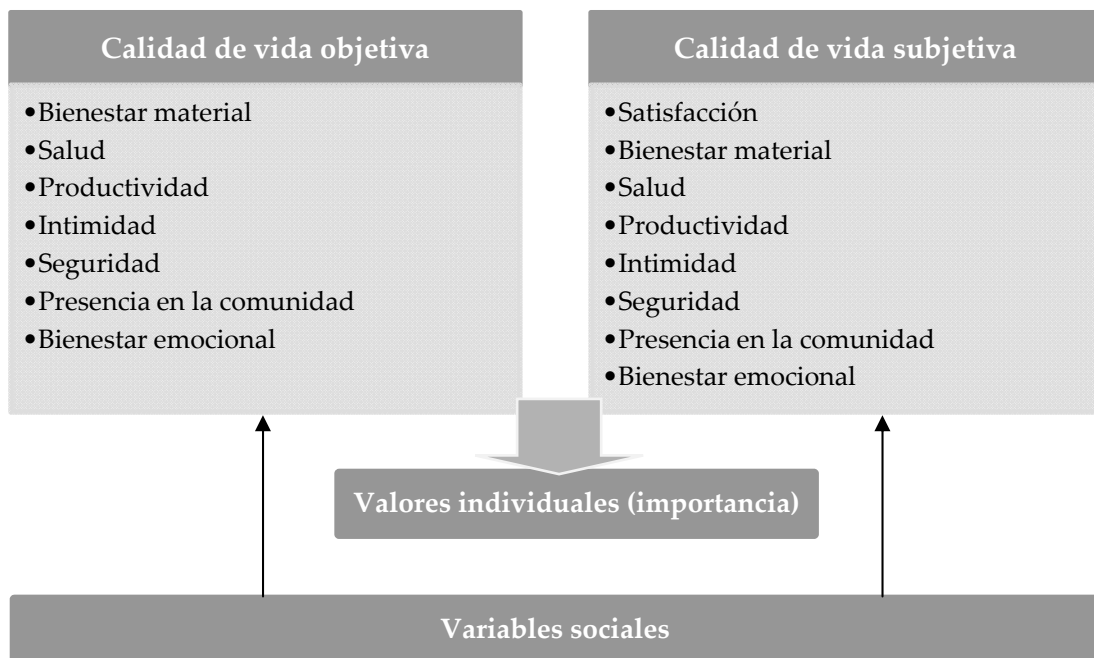 Calidad de vida objetiva
•Bienestar material
•Salud
•Productividad
•Intimidad
•Seguridad
•Presencia en la comunidad
•Bienestar emocional
Calidad de vida subjetiva
•Satisfacción
•Bienestar material
•Salud
•Productividad
•Intimidad
•Seguridad
•Presencia en la comunidad
•Bienestar emocional
Valores individuales (importancia)
Variables sociales